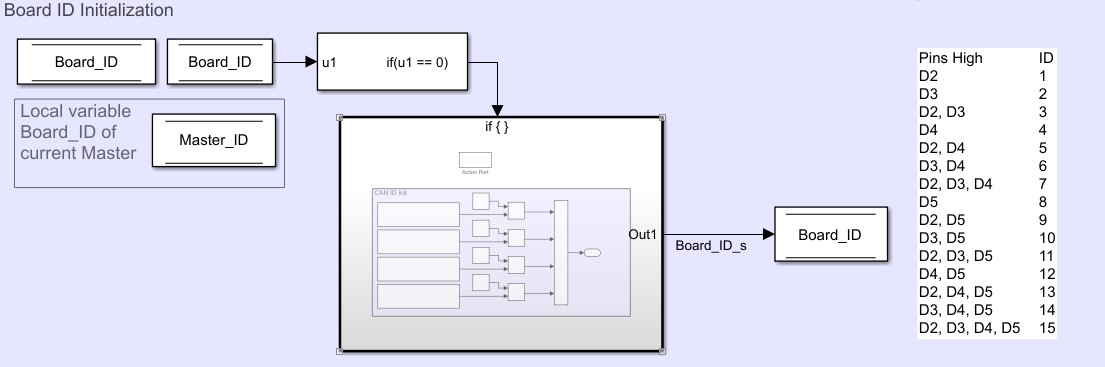 Board ID Initialization
Board_ID
Board_ID
u1
if(u1 == 0)
Local variable
Board_ID of
current Master
Master_ID
if { }
Action Port
CAN ID Init
Out1
Board_ID_s
Board_ID
Pins High ID
D2 1
D3 2
D2, D3 3
D4 4
D2, D4 5
D3, D4 6
D2, D3, D4 7
D5 8
D2, D5 9
D3, D5 10
D2, D3, D5 11
D4, D5 12
D2, D4, D5 13
D3, D4, D5 14
D2, D3, D4, D5 15